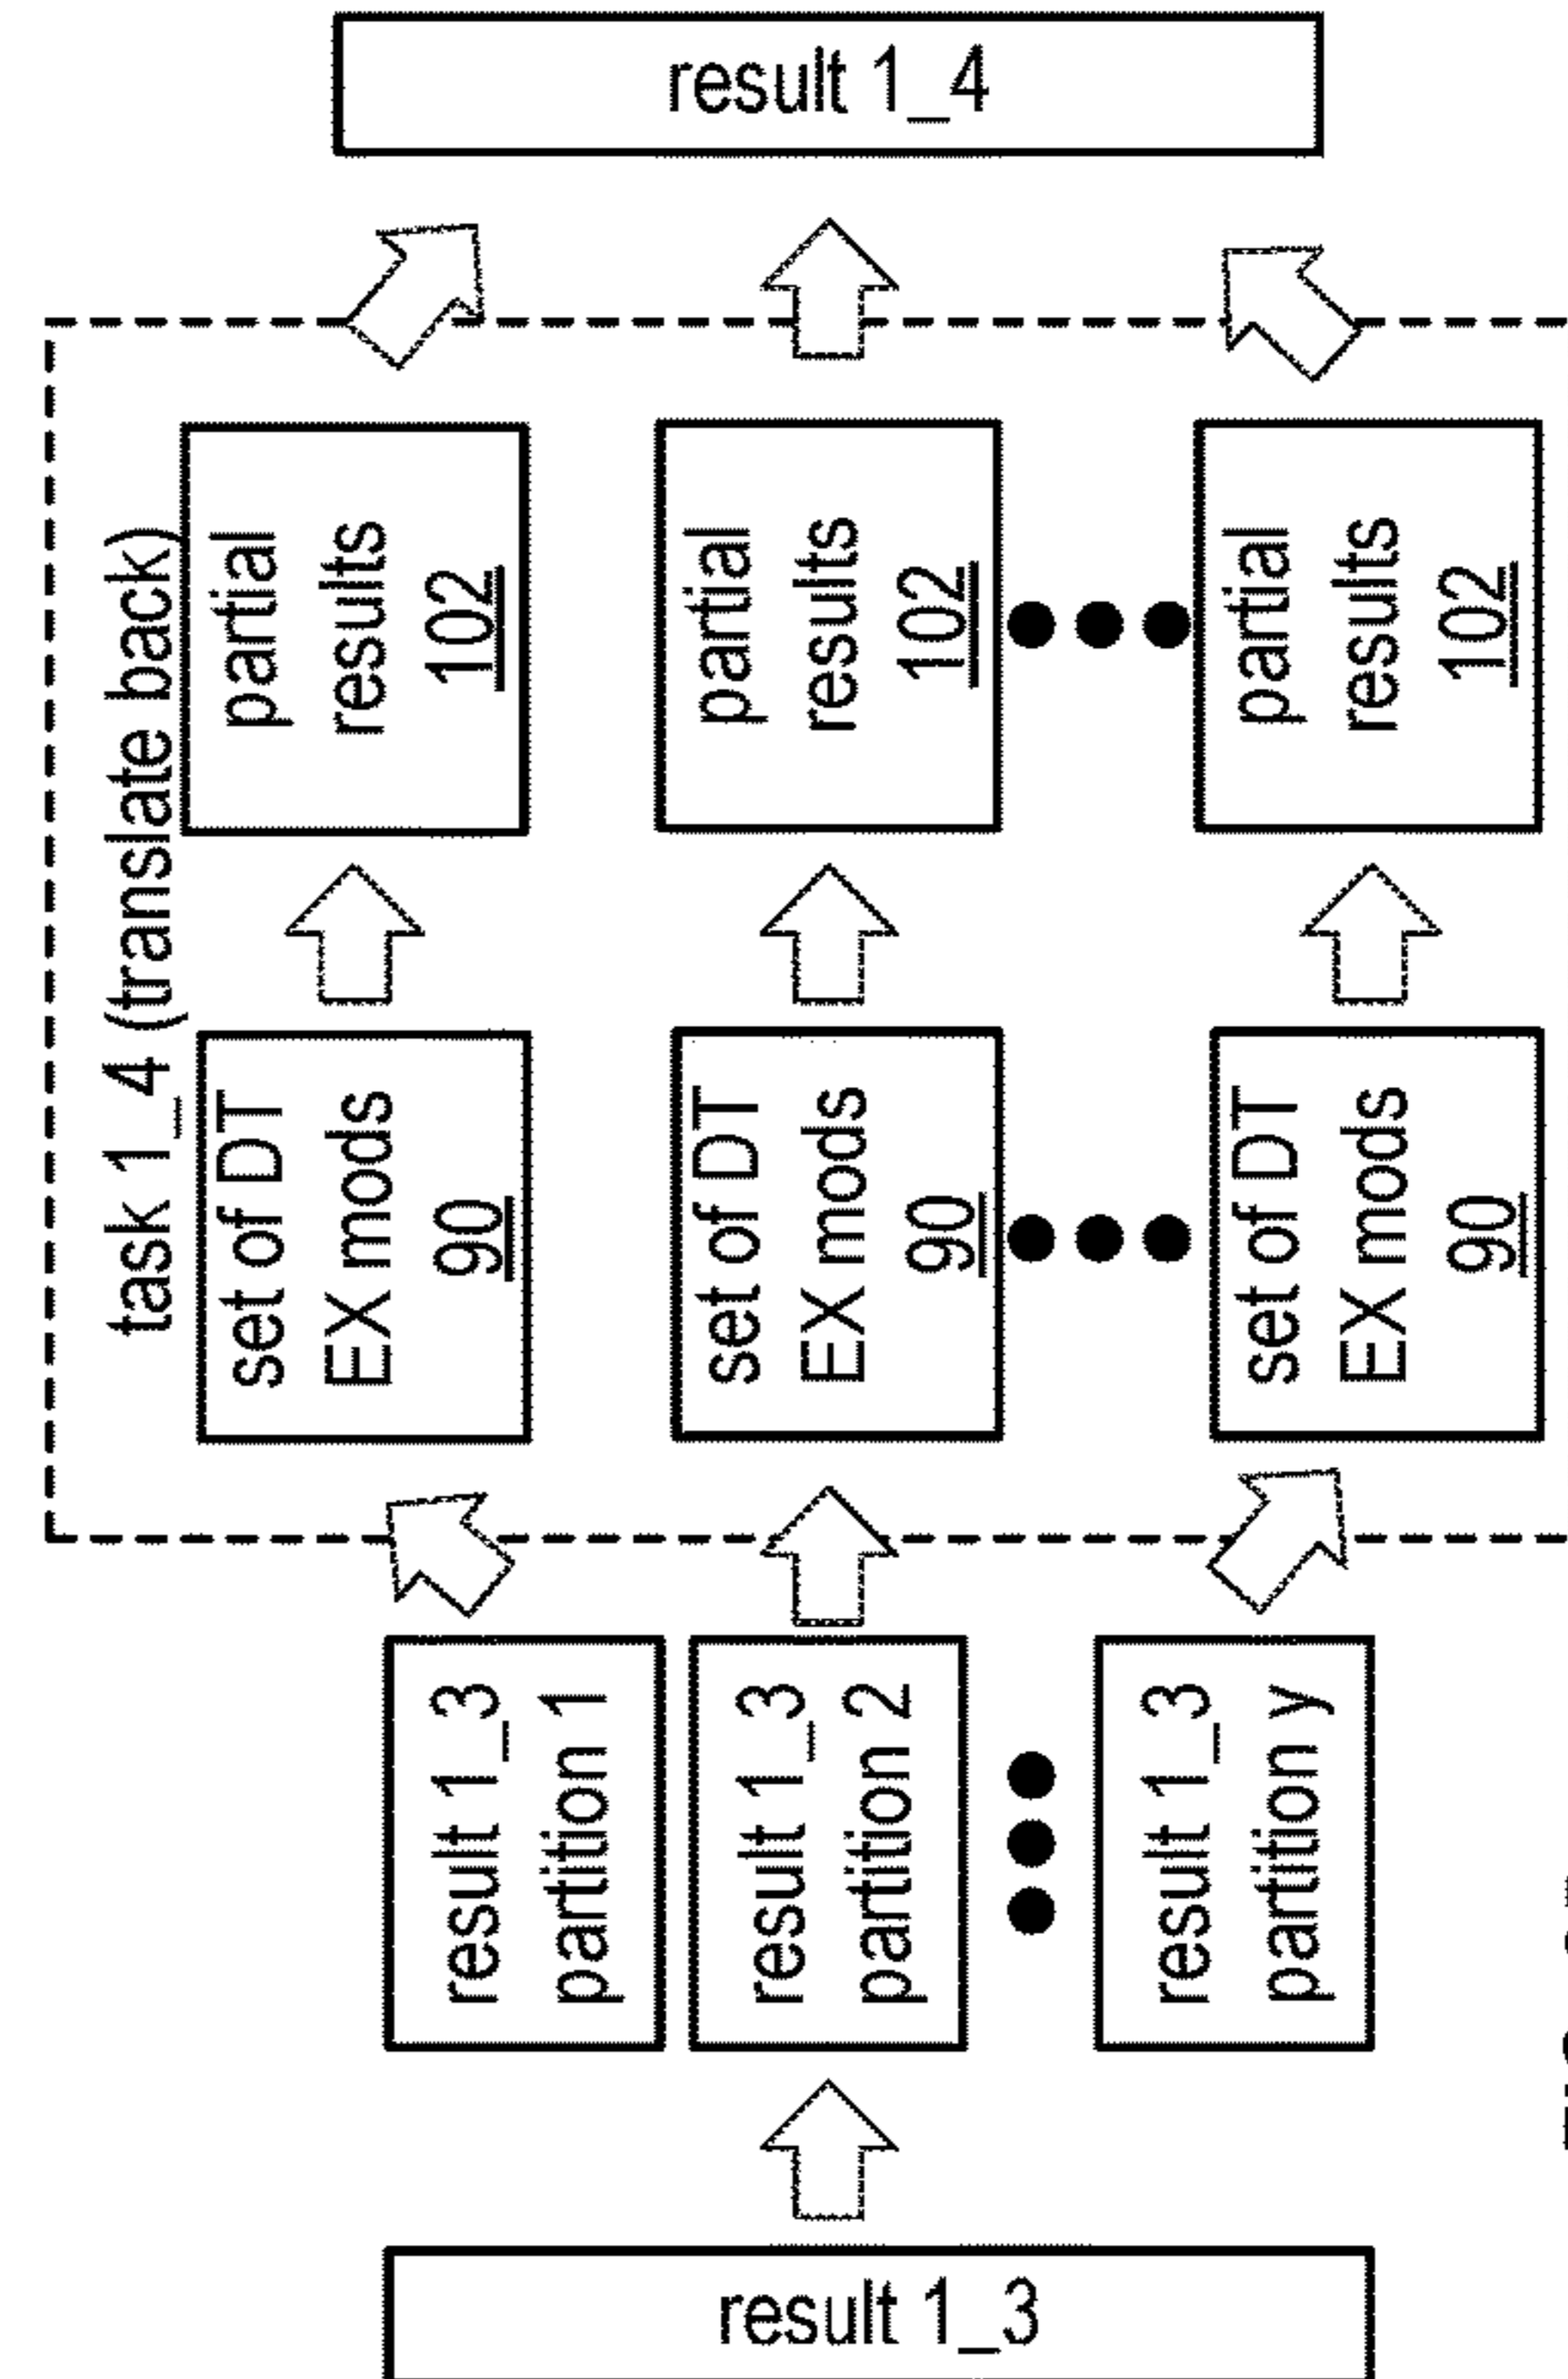 result 1_4
task 1_4 (translate back)
partial
results
102
partial
results
102
partial
results
102
set of DT
EX mods
90
set of DT
EX mods
90
set of DT
EX mods
90
result 1_3
partition 1
result 1_3
partition 2
result 1_3
partition y
result 1_3